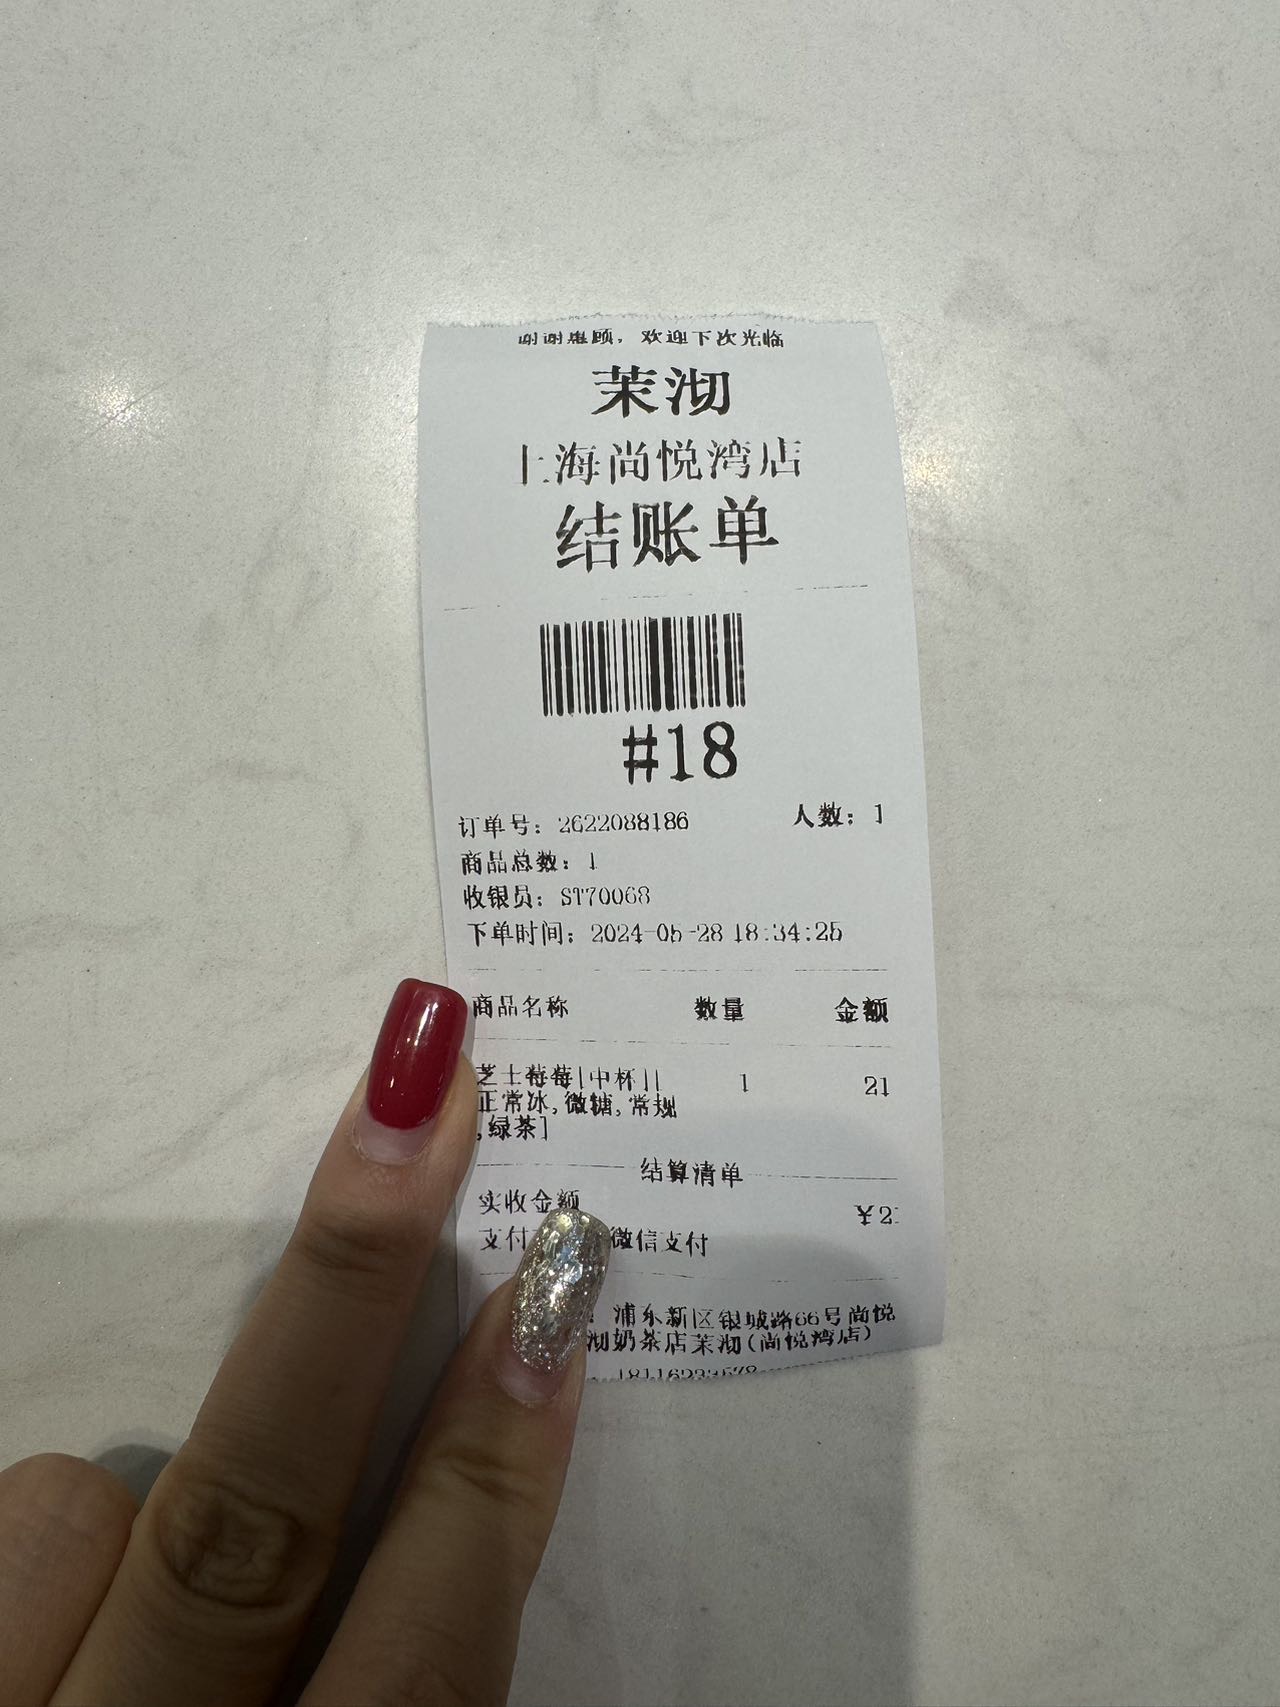 谢谢惠顾，欢迎下次光临
茉沏
上海尚悦湾店
结账单
#18
订单号：2622088186 人数：1
商品总数：1
收银员：ST70068
下单时间：2024-05-28 18:34:25
商品名称 数量 金额
芝士莓莓[中杯][ 1 21
正常冰,微糖,常规
,绿茶]
结算清单
实收金额 ¥2
支付 微信支付
：浦东新区银城路66号尚悦
沏奶茶店茉沏(尚悦湾店)